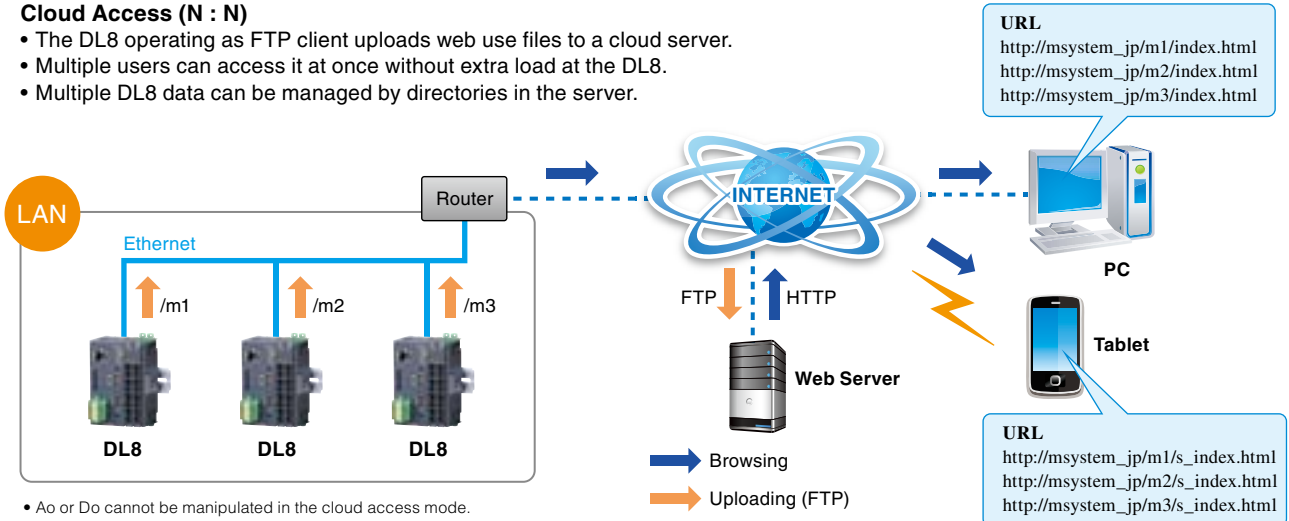 Cloud Access (N : N)
• The DL8 operating as FTP client uploads web use files to a cloud server.
• Multiple users can access it at once without extra load at the DL8.
• Multiple DL8 data can be managed by directories in the server.
URL
http://msystem_jp/m1/index.html
http://msystem_jp/m2/index.html
http://msystem_jp/m3/index.html
LAN
Router
INTERNET
Ethernet
PC
/m1
/m2
/m3
FTP
HTTP
Tablet
Web Server
DL8
DL8
DL8
URL
http://msystem_jp/m1/s_index.html
http://msystem_jp/m2/s_index.html
http://msystem_jp/m3/s_index.html
Browsing
Uploading (FTP)
• Ao or Do cannot be manipulated in the cloud access mode.